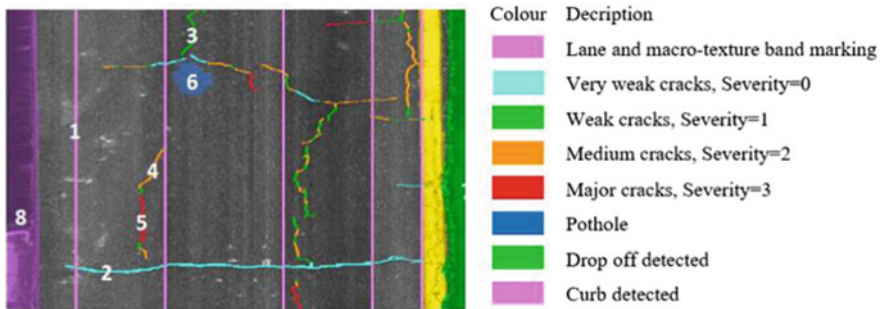 Colour Decription
Lane and macro-texture band marking
Very weak cracks, Severity=0
Weak cracks, Severity=1
Medium cracks, Severity=2
Major cracks, Severity=3
Pothole
Drop off detected
Curb detected
3
6
1
4
5
8
2